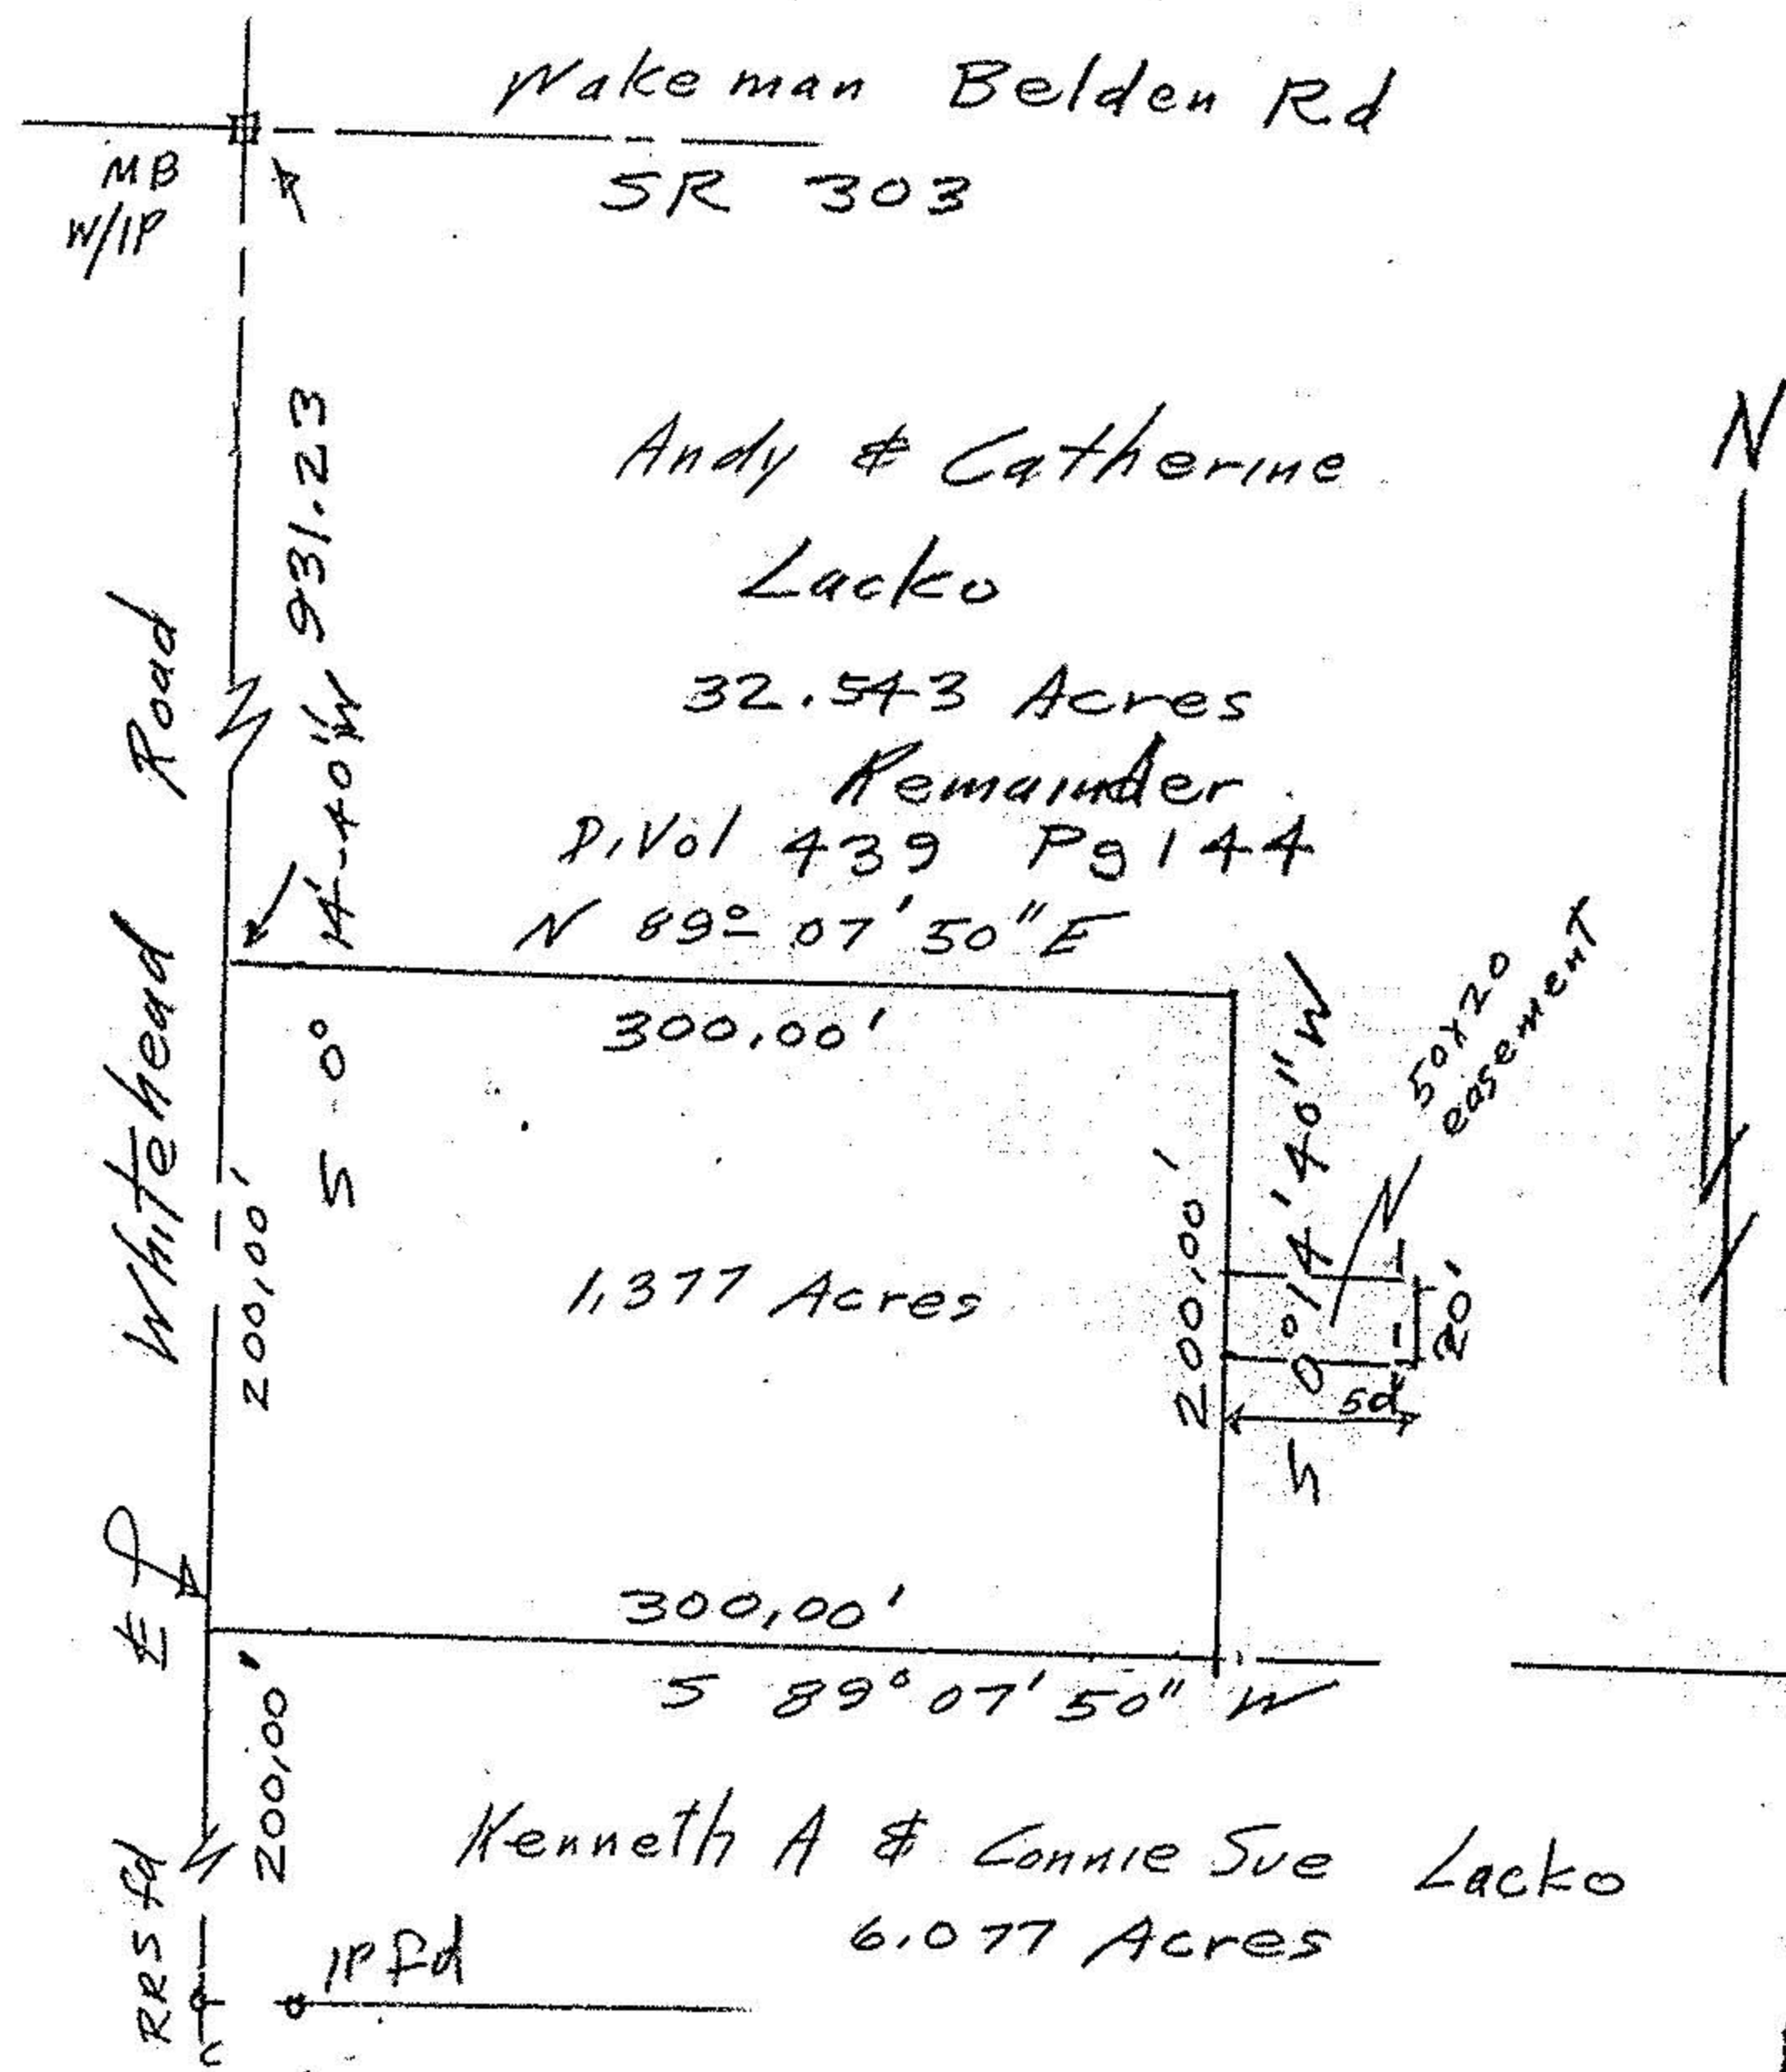 Wakeman Belden Rd
SR 303
MB
W/IP
Andy & Catherine
Lacko
32.543 Acres
Remainder
D.Vol 439 Pg 144
N 89° 07' 50" E
300.00'
S 0° 14'-40" W 931.23
Whitehead Road
200.00'
1.377 Acres
200.00'
S 0° 14' 40" W
50x20
easement
20'
50'
300.00'
S 89° 07' 50" W
200.00'
Kenneth A & Connie Sue Lacko
6.077 Acres
RRS fd
IP fd
N